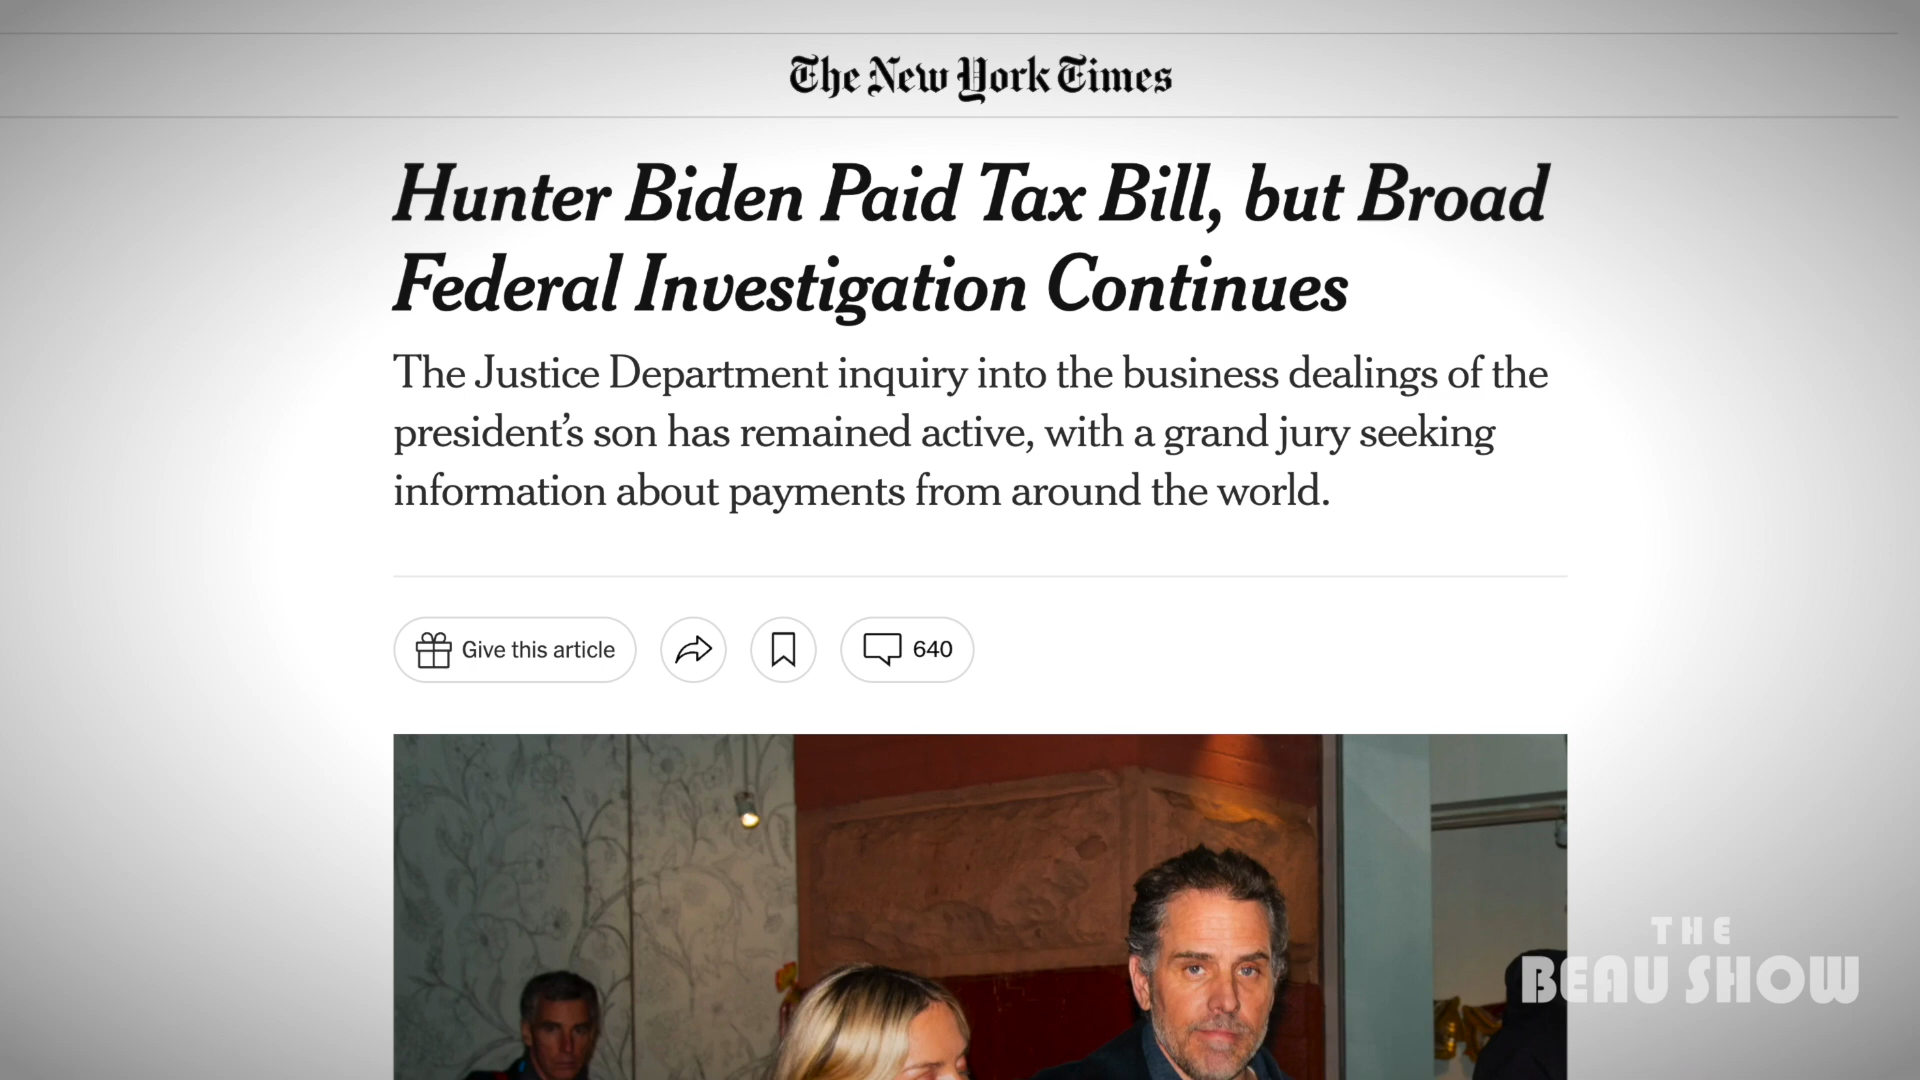 The New York Times
Hunter Biden Paid Tax Bill, but Broad
Federal Investigation Continues
The Justice Department inquiry into the business dealings of the
president’s son has remained active, with a grand jury seeking
information about payments from around the world.
Give this article
640
THE
BEAU SHOW